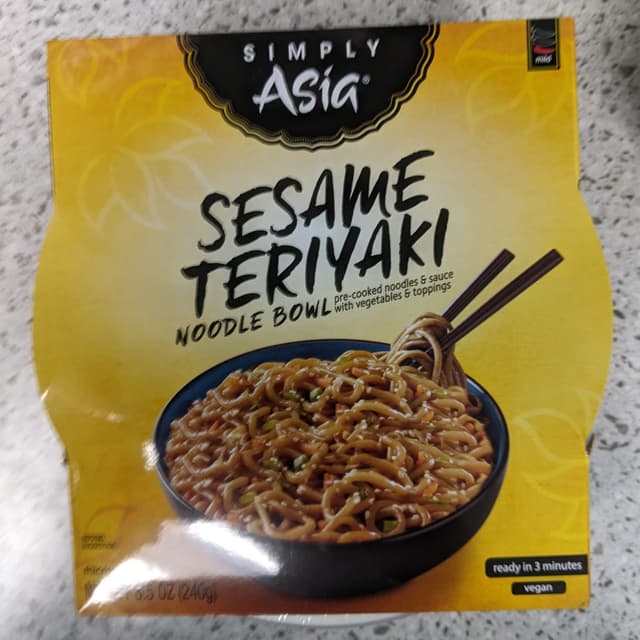 SIMPLY
Asia®
mild
SESAME
TERIYAKI
NOODLE BOWL
pre-cooked noodles & sauce
with vegetables & toppings
ready in 3 minutes
vegan
8.5 OZ (240g)